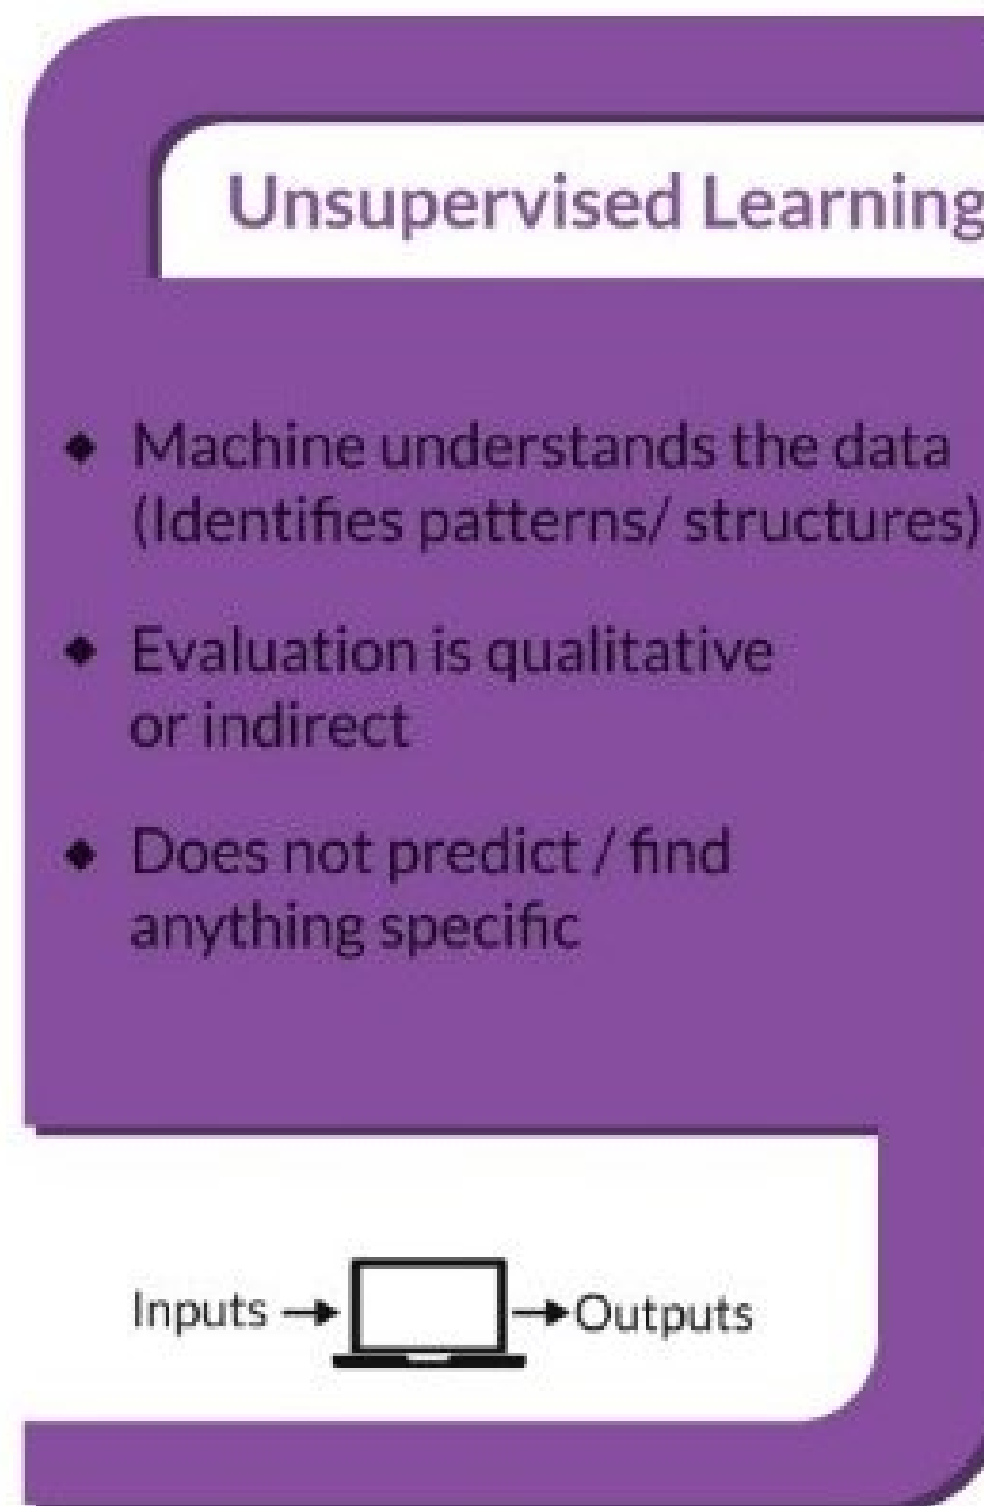 Unsupervised Learning
◆ Machine understands the data
(Identifies patterns/ structures)
◆ Evaluation is qualitative
or indirect
◆ Does not predict / find
anything specific
Inputs → → Outputs